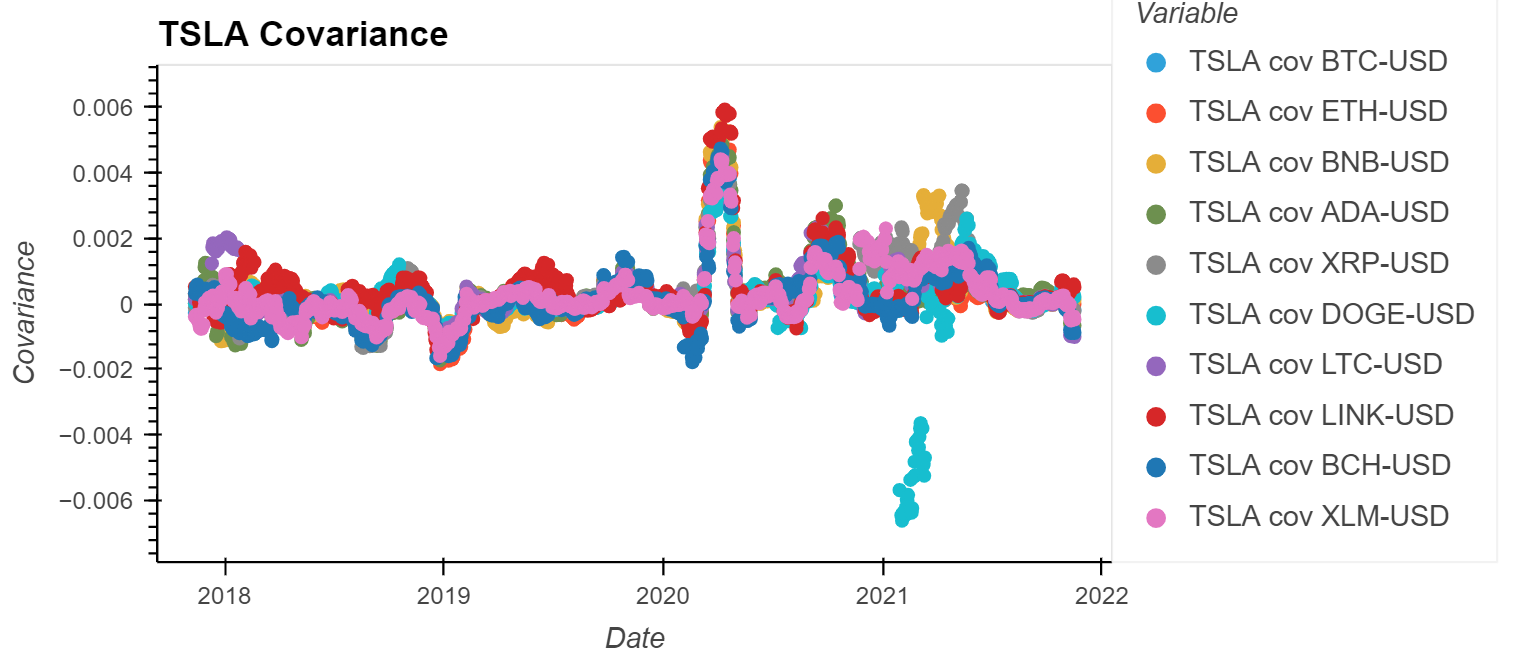 TSLA Covariance
Variable
TSLA cov BTC-USD
TSLA cov ETH-USD
TSLA cov BNB-USD
TSLA cov ADA-USD
TSLA cov XRP-USD
TSLA cov DOGE-USD
TSLA cov LTC-USD
TSLA cov LINK-USD
TSLA cov BCH-USD
TSLA cov XLM-USD
Covariance
0.006
0.004
0.002
0
−0.002
−0.004
−0.006
2018
2019
2020
2021
2022
Date